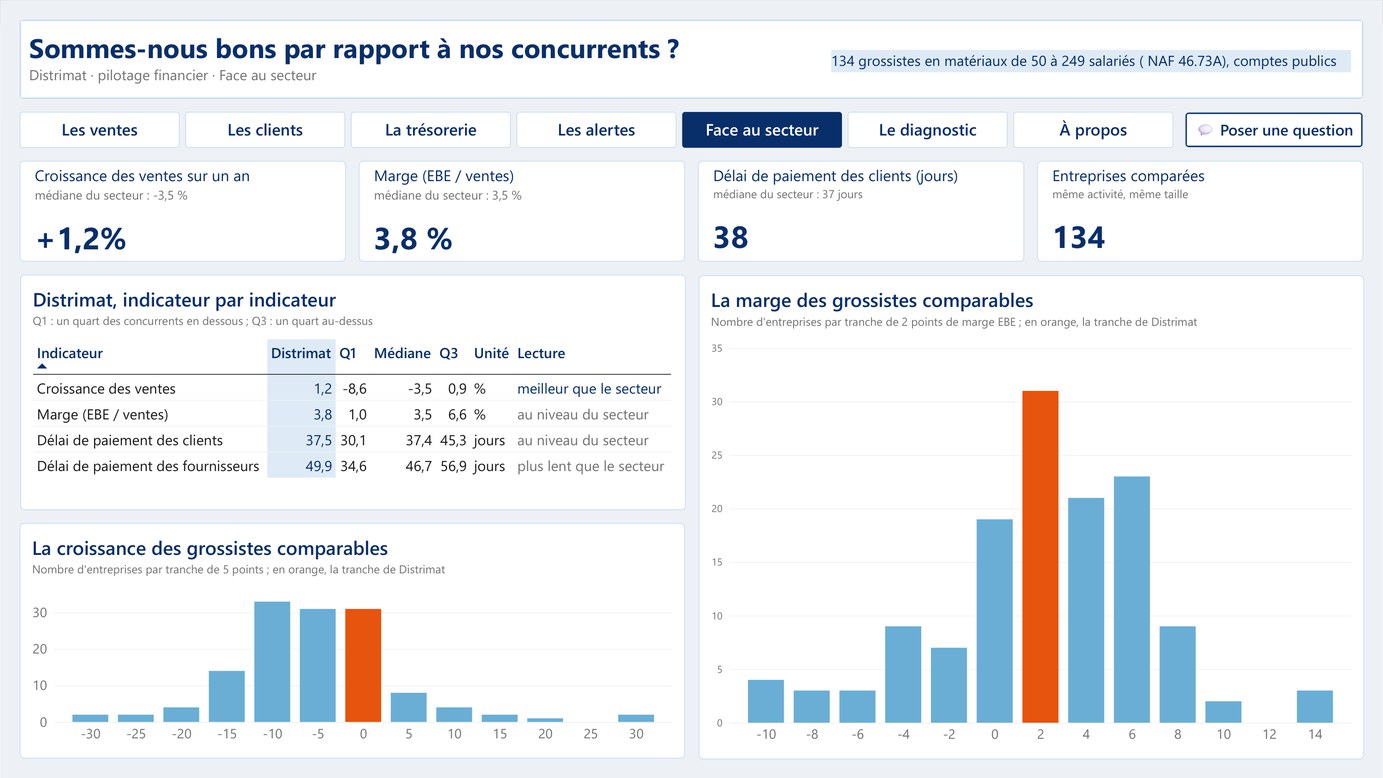 Sommes-nous bons par rapport à nos concurrents ?
Distrimat · pilotage financier · Face au secteur
134 grossistes en matériaux de 50 à 249 salariés ( NAF 46.73A), comptes publics
Les ventes
Les clients
La trésorerie
Les alertes
Face au secteur
Le diagnostic
À propos
Poser une question
Croissance des ventes sur un an
médiane du secteur : -3,5 %
+1,2%
Marge (EBE / ventes)
médiane du secteur : 3,5 %
3,8 %
Délai de paiement des clients (jours)
médiane du secteur : 37 jours
38
Entreprises comparées
même activité, même taille
134
Distrimat, indicateur par indicateur
Q1 : un quart des concurrents en dessous ; Q3 : un quart au-dessus
Indicateur Distrimat Q1 Médiane Q3 Unité Lecture
Croissance des ventes 1,2 -8,6 -3,5 0,9 % meilleur que le secteur
Marge (EBE / ventes) 3,8 1,0 3,5 6,6 % au niveau du secteur
Délai de paiement des clients 37,5 30,1 37,4 45,3 jours au niveau du secteur
Délai de paiement des fournisseurs 49,9 34,6 46,7 56,9 jours plus lent que le secteur
La croissance des grossistes comparables
Nombre d'entreprises par tranche de 5 points ; en orange, la tranche de Distrimat
30
20
10
0
-30 -25 -20 -15 -10 -5 0 5 10 15 20 25 30
La marge des grossistes comparables
Nombre d'entreprises par tranche de 2 points de marge EBE ; en orange, la tranche de Distrimat
35
30
25
20
15
10
5
0
-10 -8 -6 -4 -2 0 2 4 6 8 10 12 14